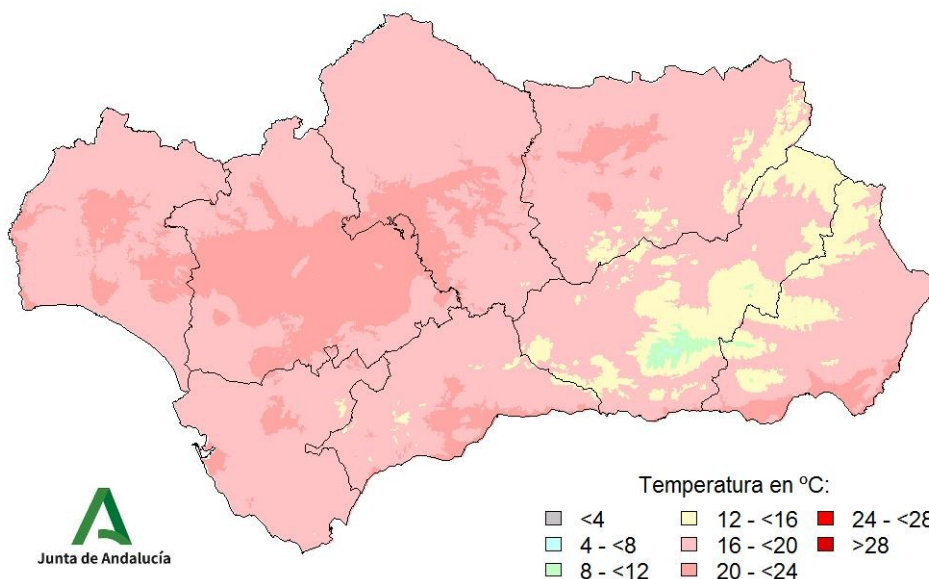 Temperatura en ºC:
<4
12 - <16
24 - <28
4 - <8
16 - <20
>28
8 - <12
20 - <24
Junta de Andalucía